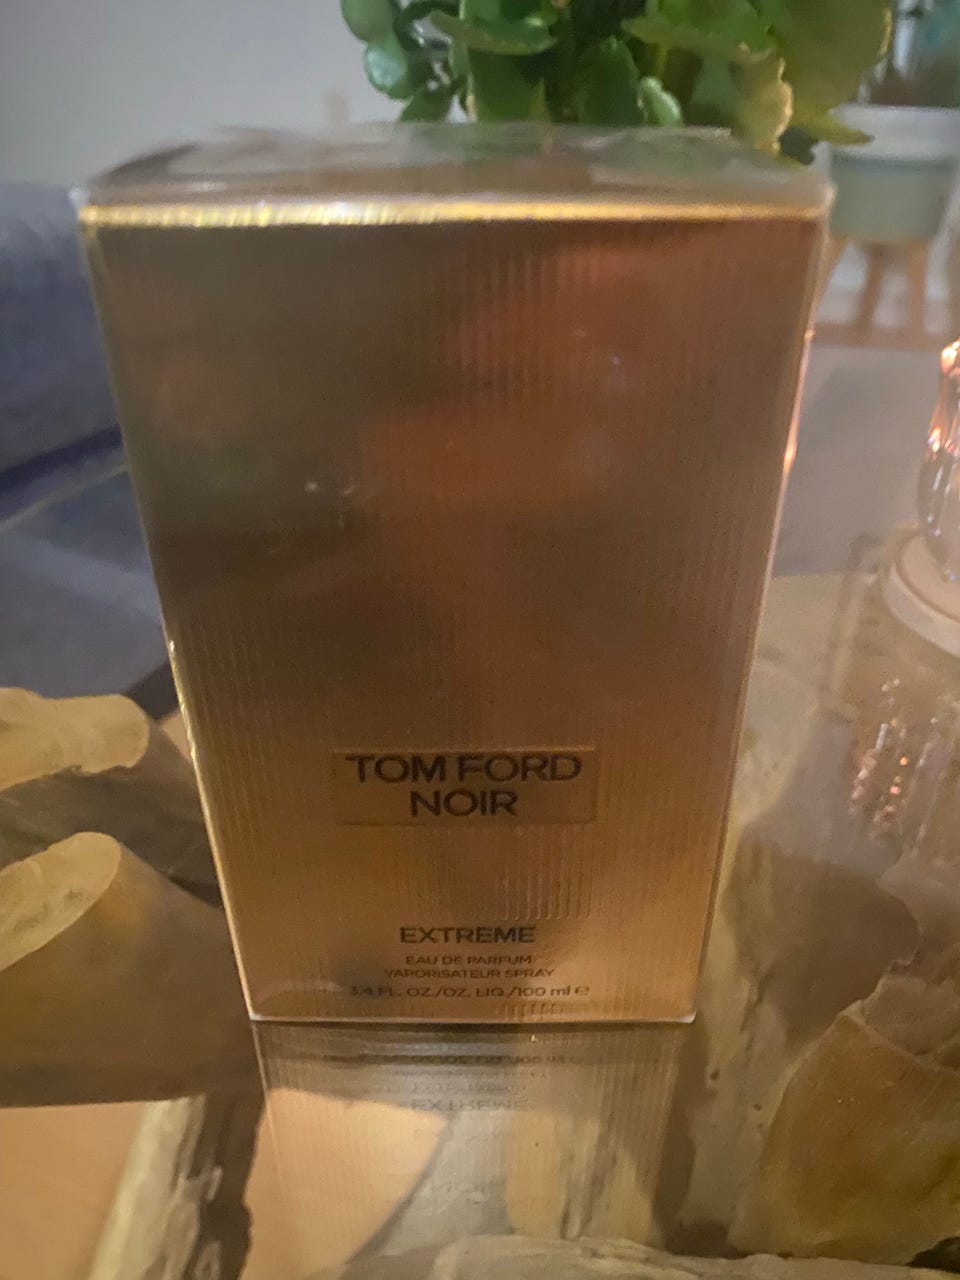 TOM FORD
NOIR
EXTREME
EAU DE PARFUM
VAPORISATEUR SPRAY
3.4 FL. OZ./OZ. LIQ./100 ml ℮